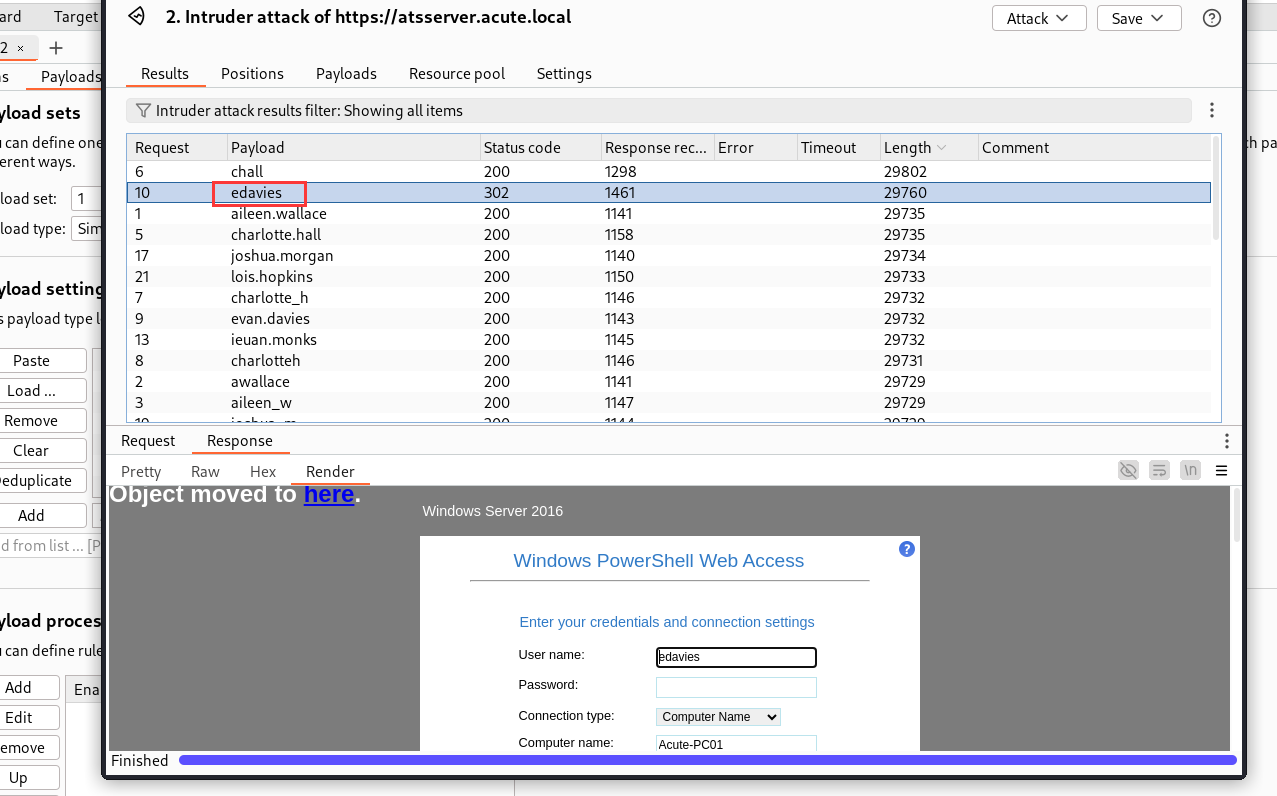 ard Target
2. Intruder attack of https://atsserver.acute.local
Attack Save ?
2 × +
s Payloads
Results Positions Payloads Resource pool Settings
yload sets
Intruder attack results filter: Showing all items
u can define one
erent ways.
h pa
load set: 1
load type: Sim
Request Payload Status code Response rec... Error Timeout Length Comment
6 chall 200 1298 29802
10 edavies 302 1461 29760
1 aileen.wallace 200 1141 29735
5 charlotte.hall 200 1158 29735
17 joshua.morgan 200 1140 29734
21 lois.hopkins 200 1150 29733
7 charlotte_h 200 1146 29732
9 evan.davies 200 1143 29732
13 ieuan.monks 200 1145 29732
8 charlotteh 200 1146 29731
2 awallace 200 1141 29729
3 aileen_w 200 1147 29729
yload setting
s payload type l
Paste
Load ...
Remove
Clear
Deduplicate
Add
d from list ... [P
Request Response
Pretty Raw Hex Render
\n
Object moved to here.
Windows Server 2016
Windows PowerShell Web Access
?
Enter your credentials and connection settings
User name: edavies
Password:
Connection type: Computer Name
Computer name: Acute-PC01
yload proces
u can define rule
Add Ena
Edit
emove
Up
Finished